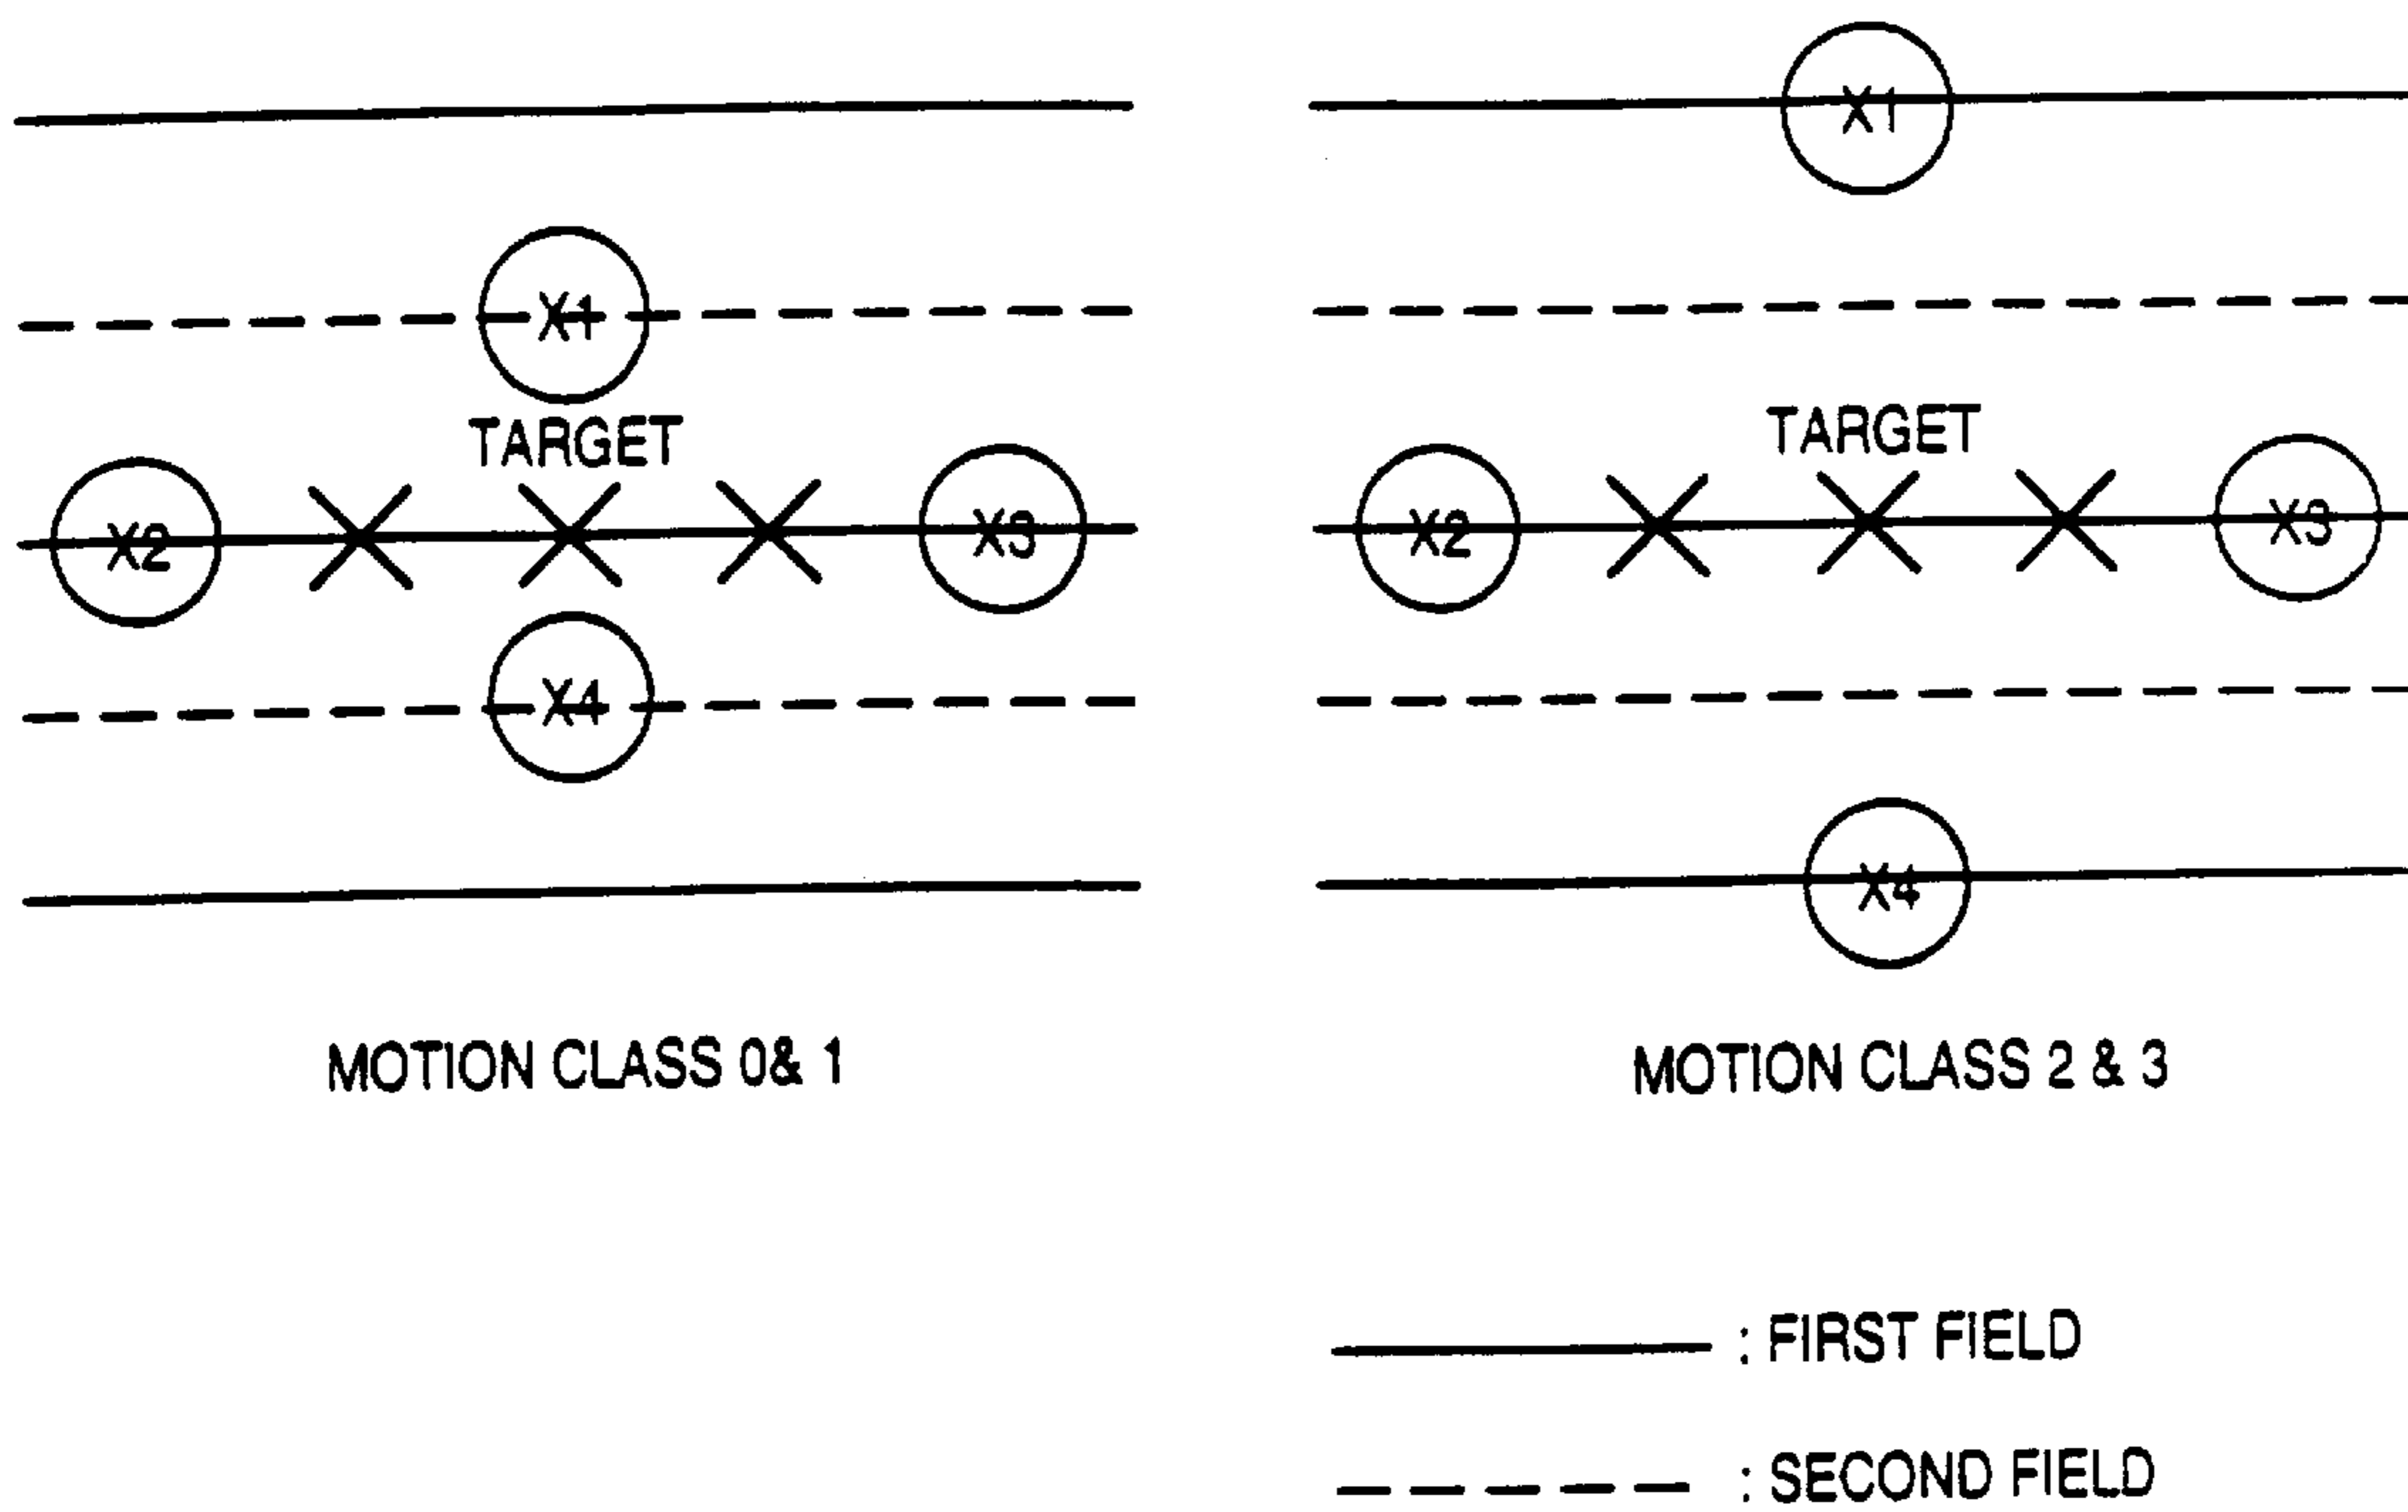 X1
X1
TARGET
TARGET
X2
X3
X2
X3
X4
X4
MOTION CLASS 0& 1
MOTION CLASS 2 & 3
: FIRST FIELD
: SECOND FIELD